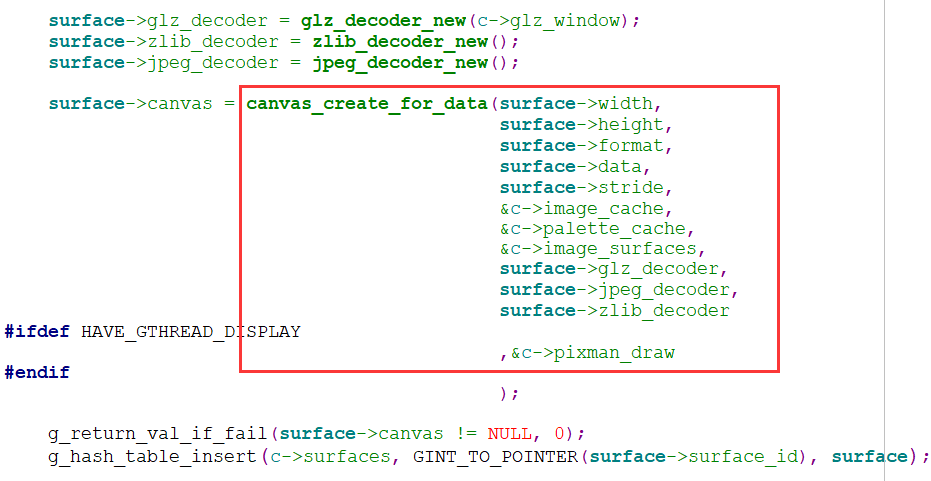 surface->glz_decoder = glz_decoder_new(c->glz_window);
surface->zlib_decoder = zlib_decoder_new();
surface->jpeg_decoder = jpeg_decoder_new();
surface->canvas = canvas_create_for_data(surface->width,
surface->height,
surface->format,
surface->data,
surface->stride,
&c->image_cache,
&c->palette_cache,
&c->image_surfaces,
surface->glz_decoder,
surface->jpeg_decoder,
surface->zlib_decoder
#ifdef HAVE_GTHREAD_DISPLAY
,&c->pixman_draw
#endif
);
g_return_val_if_fail(surface->canvas != NULL, 0);
g_hash_table_insert(c->surfaces, GINT_TO_POINTER(surface->surface_id), surface);